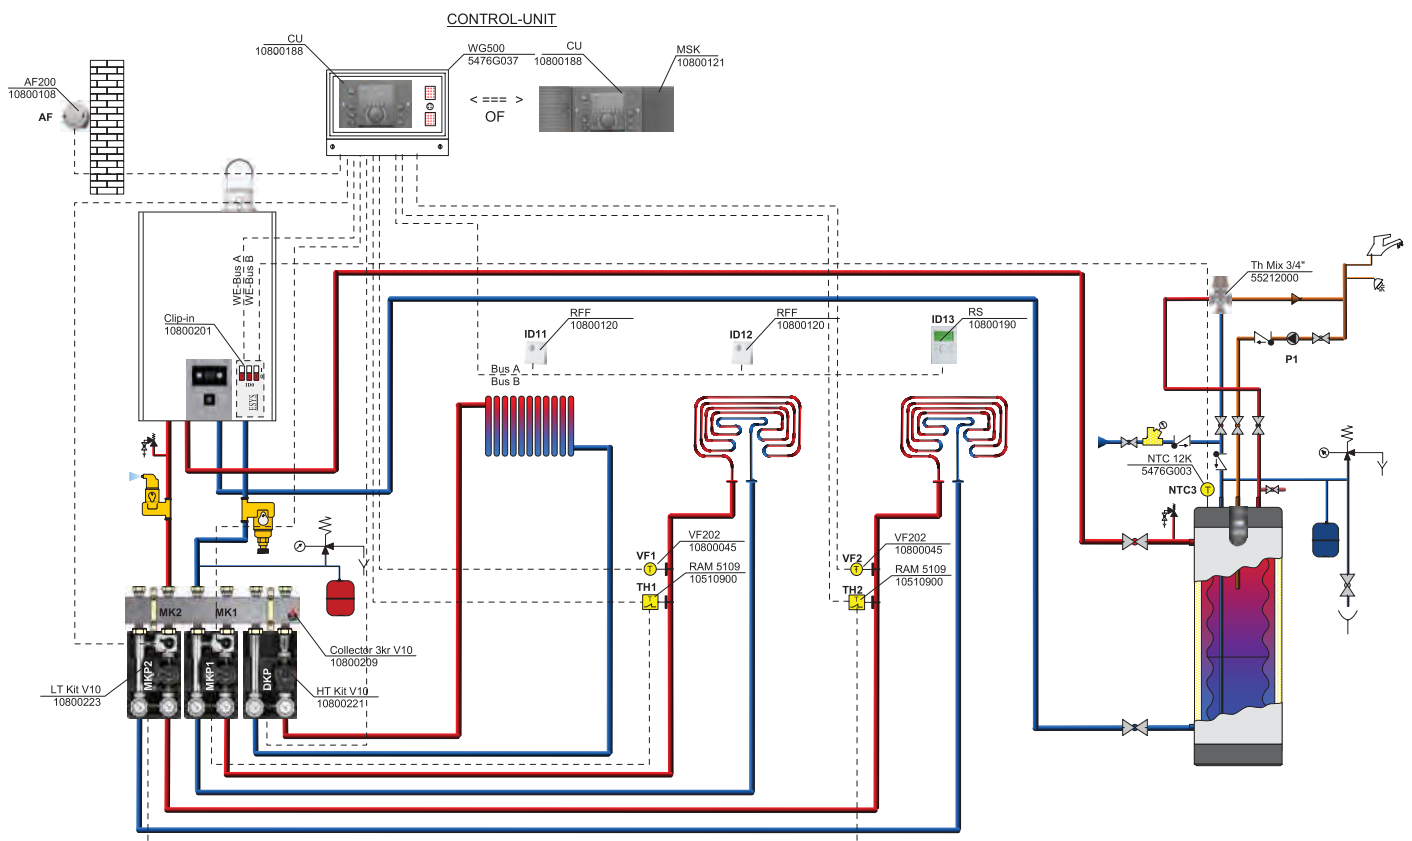 CONTROL-UNIT
CU
10800188
WG500
5476G037
CU
10800188
MSK
10800121
< === >
OF
AF200
10800108
AF
WE-Bus A
WE-Bus B
Clip-in
10800201
ID0
ESYS
ID11
RFF
10800120
ID12
RFF
10800120
ID13
RS
10800190
Bus A
Bus B
Th Mix 3/4"
55212000
P1
NTC 12K
5476G003
NTC3
T
VF202
10800045
VF1
T
RAM 5109
10510900
TH1
VF202
10800045
VF2
T
RAM 5109
10510900
TH2
MK2
MK1
Collector 3kr V10
10800209
MKP2
MKP1
DKP
LT Kit V10
10800223
HT Kit V10
10800221